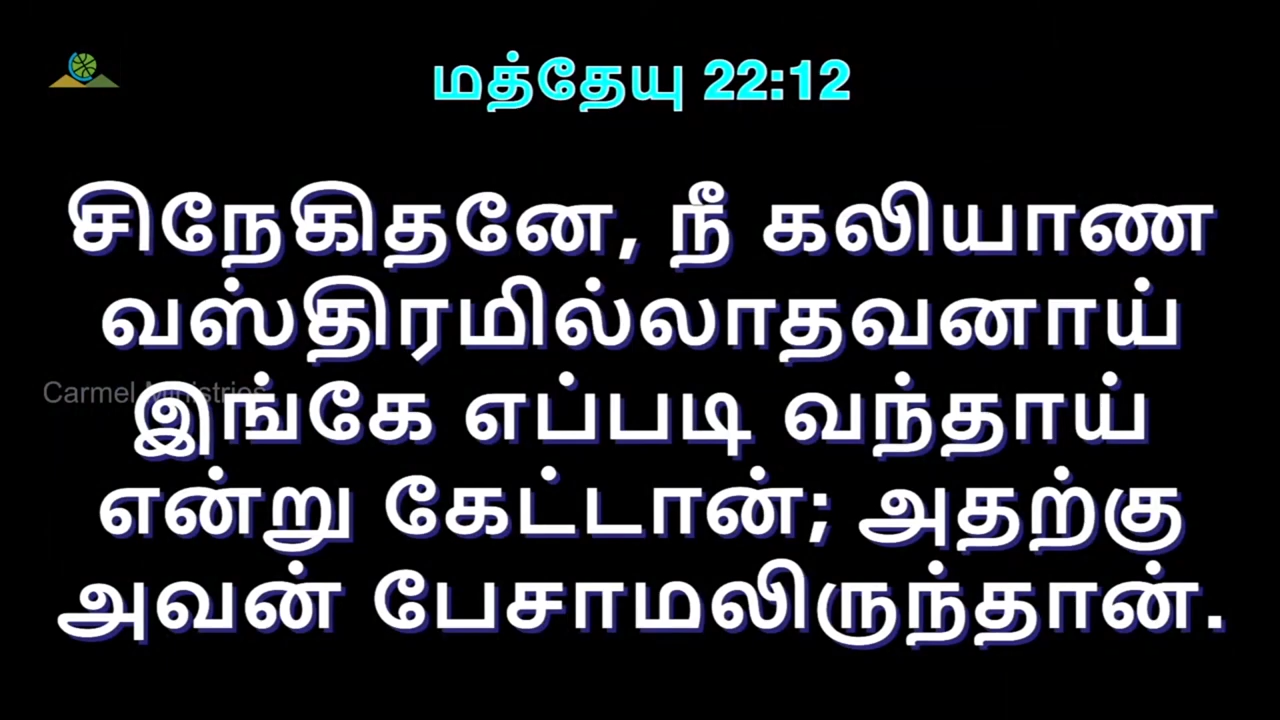 மத்தேயு 22:12
சிநேகிதனே, நீ கலியாண
வஸ்திரமில்லாதவனாய்
Carmel Ministries
இங்கே எப்படி வந்தாய்
என்று கேட்டான்; அதற்கு
அவன் பேசாமலிருந்தான்.